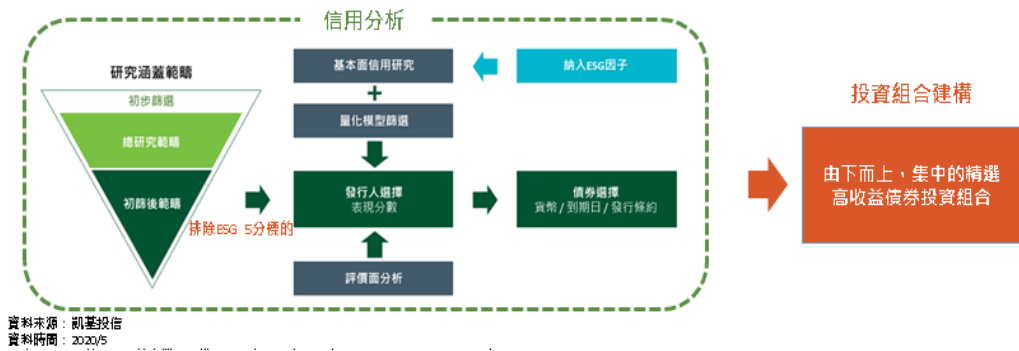 信用分析
研究涵蓋範疇
初步篩選
總研究範疇
初篩後範疇
排除ESG 5分標的
基本面信用研究
+
量化模型篩選
發行人選擇
表現分數
評價面分析
納入ESG因子
債券選擇
貨幣 / 到期日 / 發行條約
投資組合建構
由下而上，集中的精選
高收益債券投資組合
資料來源：凱基投信
資料時間：2020/5